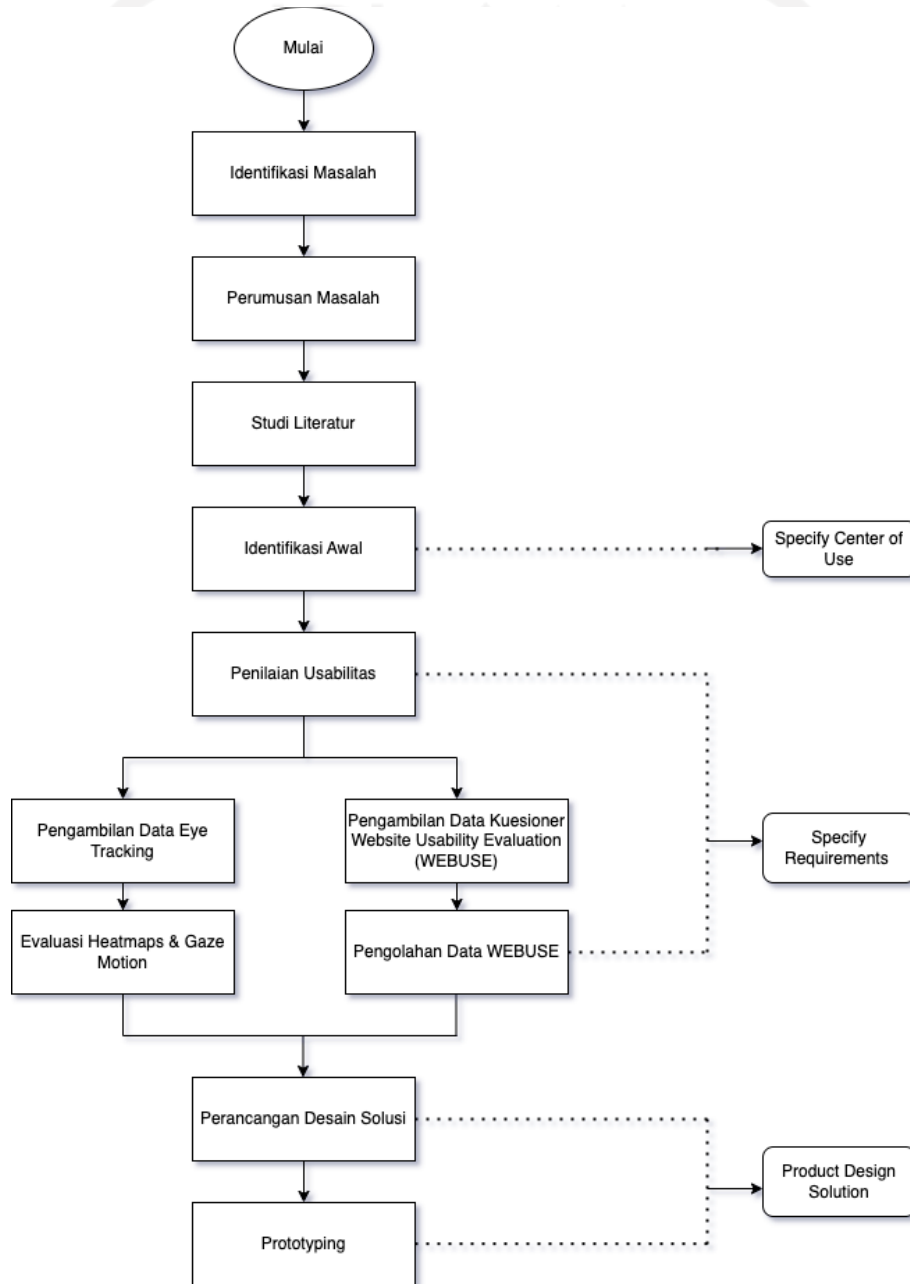 Mulai
Identifikasi Masalah
Perumusan Masalah
Studi Literatur
Identifikasi Awal
Specify Center of
Use
Penilaian Usabilitas
Pengambilan Data Eye
Tracking
Pengambilan Data Kuesioner
Website Usability Evaluation
(WEBUSE)
Specify
Requirements
Evaluasi Heatmaps & Gaze
Motion
Pengolahan Data WEBUSE
Perancangan Desain Solusi
Product Design
Solution
Prototyping